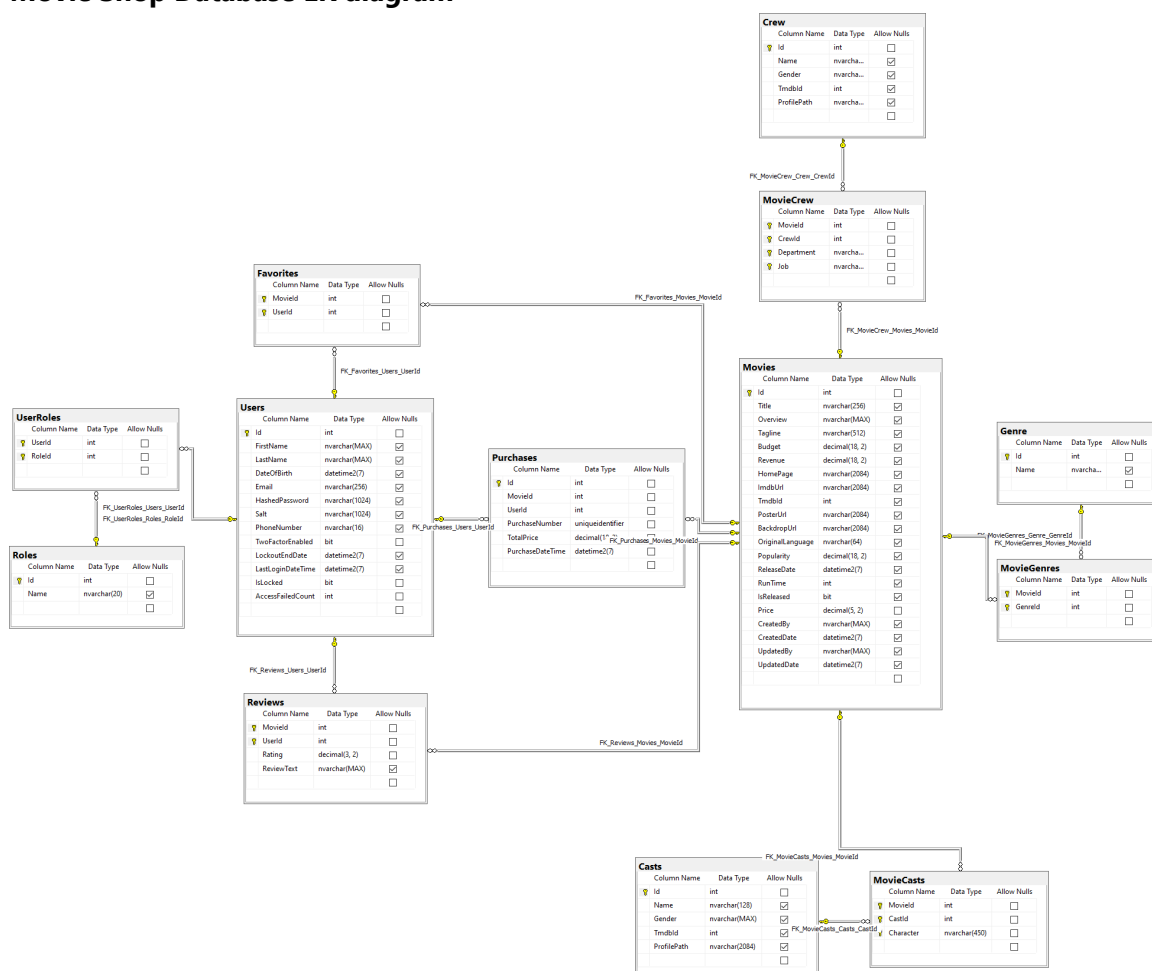 Movie Shop Database ER diagram
Crew
Column Name Data Type Allow Nulls
Id int
Name nvarcha...
Gender nvarcha...
TmdbId int
ProfilePath nvarcha...
FK_MovieCrew_Crew_CrewId
MovieCrew
Column Name Data Type Allow Nulls
MovieId int
CrewId int
Department nvarcha...
Job nvarcha...
FK_MovieCrew_Movies_MovieId
Favorites
Column Name Data Type Allow Nulls
MovieId int
UserId int
FK_Favorites_Movies_MovieId
FK_Favorites_Users_UserId
UserRoles
Column Name Data Type Allow Nulls
UserId int
RoleId int
FK_UserRoles_Users_UserId
FK_UserRoles_Roles_RoleId
Roles
Column Name Data Type Allow Nulls
Id int
Name nvarchar(20)
Users
Column Name Data Type Allow Nulls
Id int
FirstName nvarchar(MAX)
LastName nvarchar(MAX)
DateOfBirth datetime2(7)
Email nvarchar(256)
HashedPassword nvarchar(1024)
Salt nvarchar(1024)
PhoneNumber nvarchar(16)
TwoFactorEnabled bit
LockoutEndDate datetime2(7)
LastLoginDateTime datetime2(7)
IsLocked bit
AccessFailedCount int
FK_Purchases_Users_UserId
Purchases
Column Name Data Type Allow Nulls
Id int
MovieId int
UserId int
PurchaseNumber uniqueidentifier
TotalPrice
PurchaseDateTime datetime2(7)
FK_Purchases_Movies_MovieId
Movies
Column Name Data Type Allow Nulls
Id int
Title nvarchar(256)
Overview nvarchar(MAX)
Tagline nvarchar(512)
Budget decimal(18, 2)
Revenue decimal(18, 2)
HomePage nvarchar(2084)
ImdbUrl nvarchar(2084)
TmdbId int
PosterUrl nvarchar(2084)
BackdropUrl nvarchar(2084)
OriginalLanguage nvarchar(64)
Popularity decimal(18, 2)
ReleaseDate datetime2(7)
RunTime int
IsReleased bit
Price decimal(5, 2)
CreatedBy nvarchar(MAX)
CreatedDate datetime2(7)
UpdatedBy nvarchar(MAX)
UpdatedDate datetime2(7)
Genre
Column Name Data Type Allow Nulls
Id int
Name nvarcha...
FK_MovieGenres_Genre_GenreId
FK_MovieGenres_Movies_MovieId
MovieGenres
Column Name Data Type Allow Nulls
MovieId int
GenreId int
FK_Reviews_Users_UserId
Reviews
Column Name Data Type Allow Nulls
MovieId int
UserId int
Rating decimal(3, 2)
ReviewText nvarchar(MAX)
FK_Reviews_Movies_MovieId
FK_MovieCasts_Movies_MovieId
Casts
Column Name Data Type Allow Nulls
Id int
Name nvarchar(128)
Gender nvarchar(MAX)
TmdbId int
ProfilePath nvarchar(2084)
FK_MovieCasts_Casts_CastId
MovieCasts
Column Name Data Type Allow Nulls
MovieId int
CastId int
Character nvarchar(450)